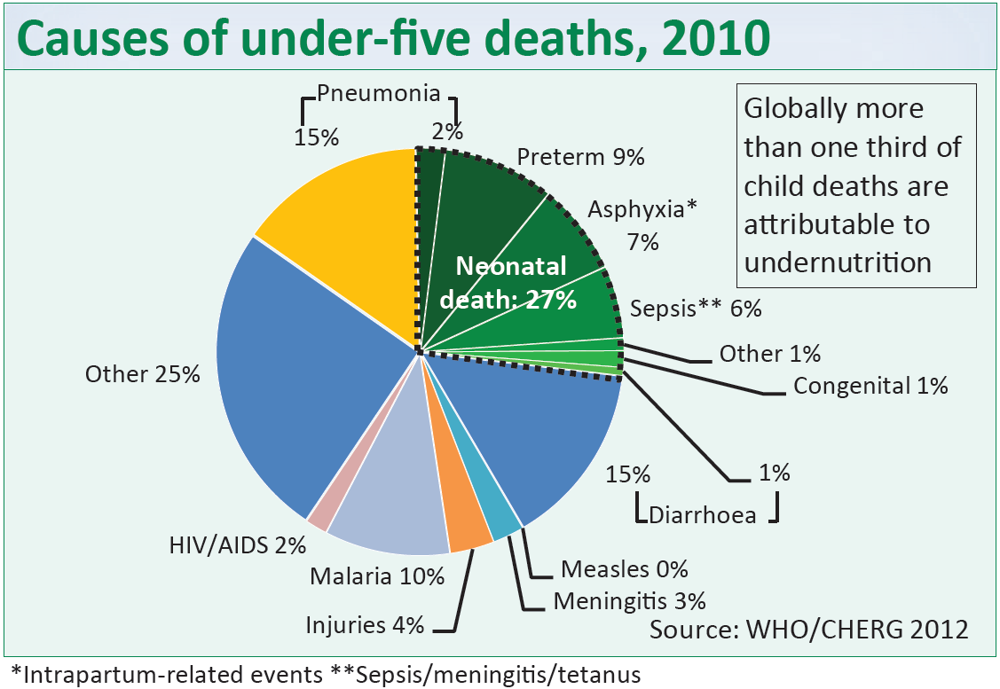 Causes of under-five deaths, 2010
Pneumonia
15%
2%
Preterm 9%
Asphyxia*
7%
Neonatal
death: 27%
Sepsis** 6%
Other 1%
Congenital 1%
1%
15%
Diarrhoea
Measles 0%
Meningitis 3%
Injuries 4%
Malaria 10%
HIV/AIDS 2%
Other 25%
Globally more
than one third of
child deaths are
attributable to
undernutrition
Source: WHO/CHERG 2012
*Intrapartum-related events **Sepsis/meningitis/tetanus